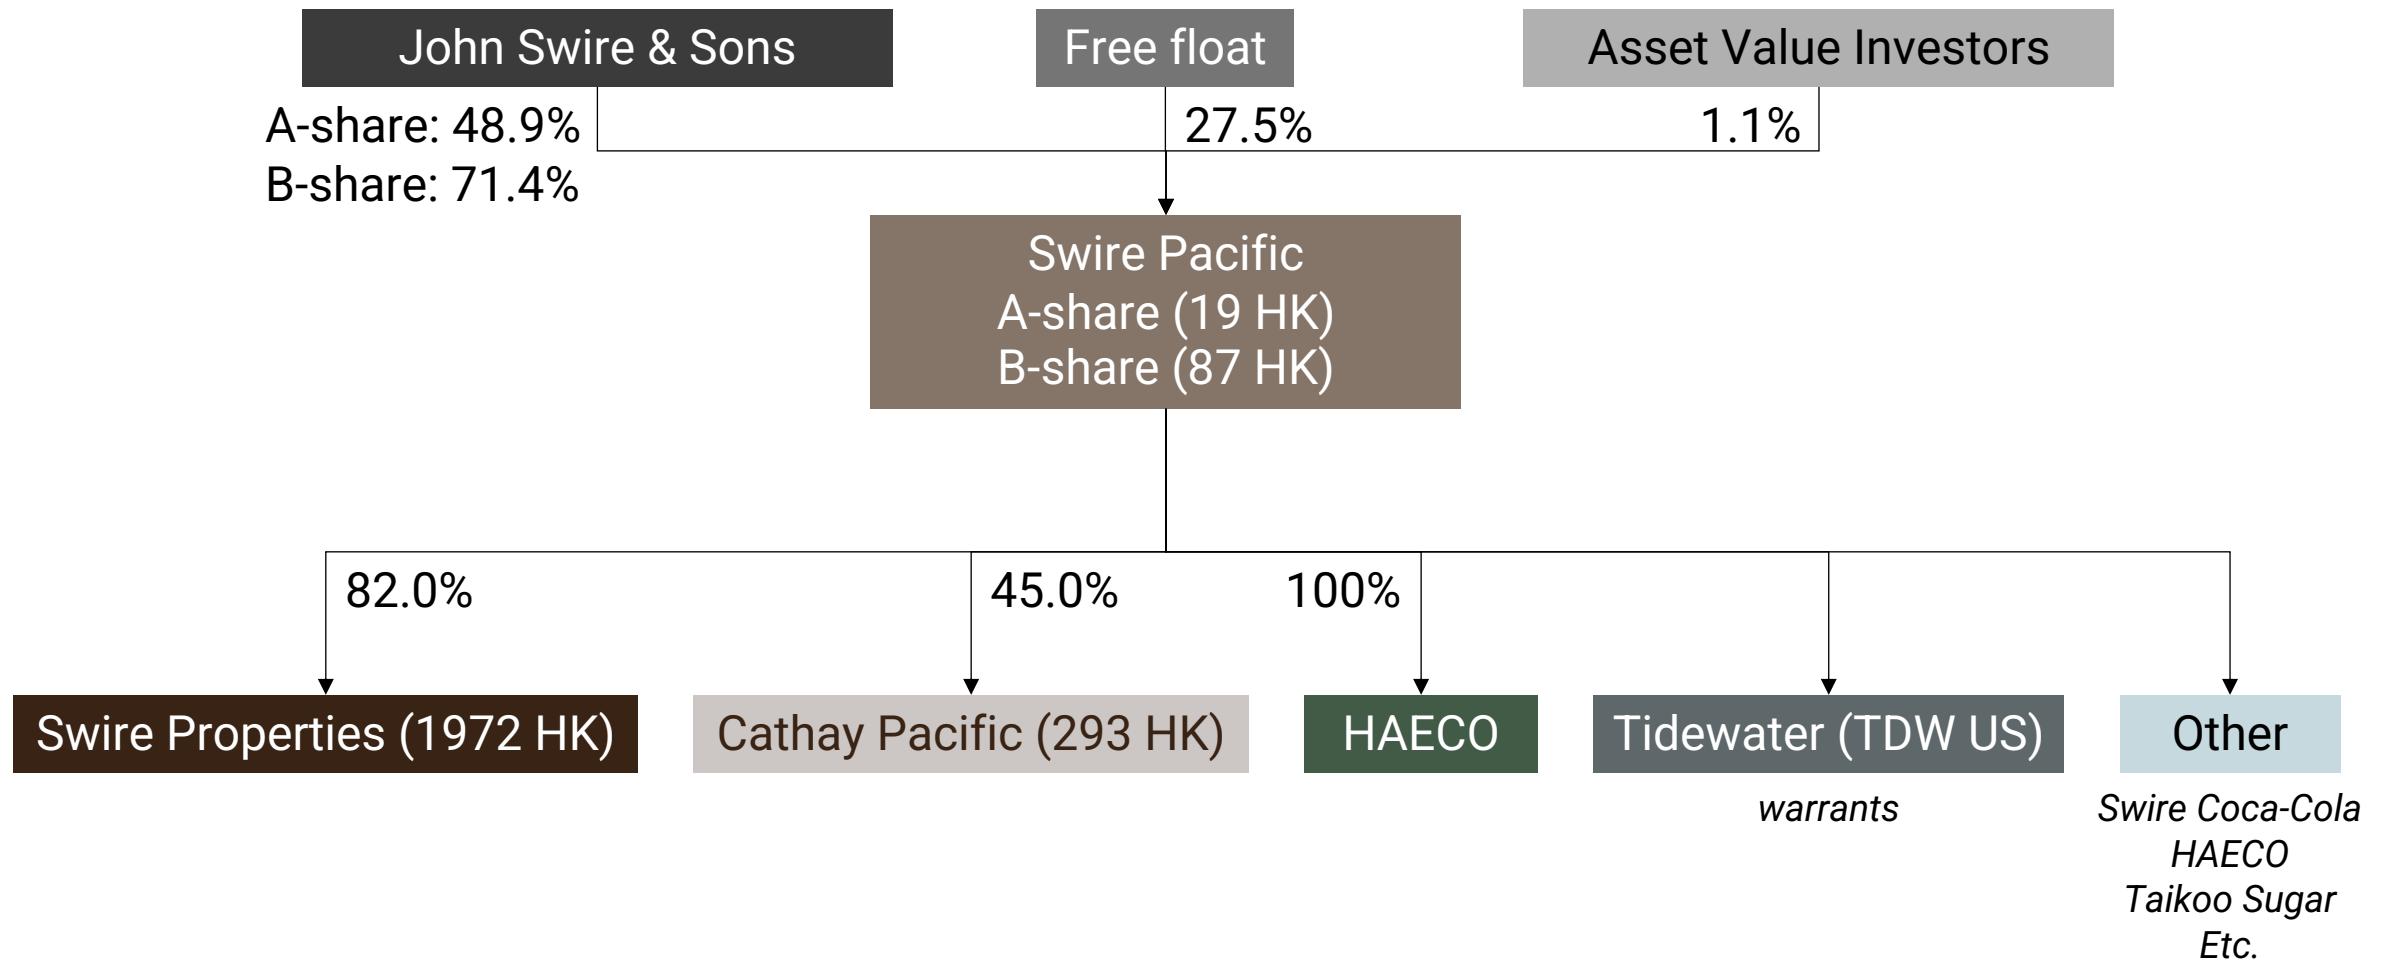 John Swire & Sons
Free float
Asset Value Investors
A-share: 48.9%
B-share: 71.4%
27.5%
1.1%
Swire Pacific
A-share (19 HK)
B-share (87 HK)
82.0%
45.0%
100%
Swire Properties (1972 HK)
Cathay Pacific (293 HK)
HAECO
Tidewater (TDW US)
Other
warrants
Swire Coca-Cola
HAECO
Taikoo Sugar
Etc.